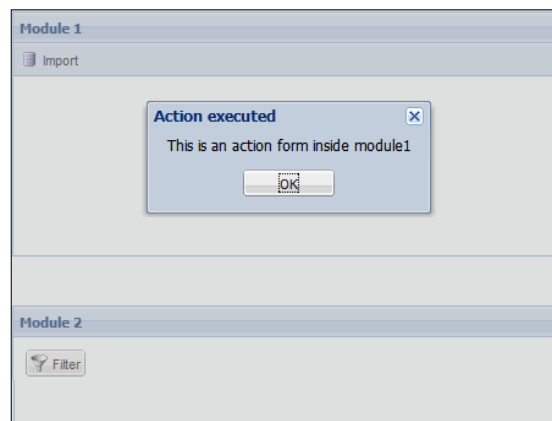 Module 1
Import
Action executed
This is an action form inside module1
OK
Module 2
Filter